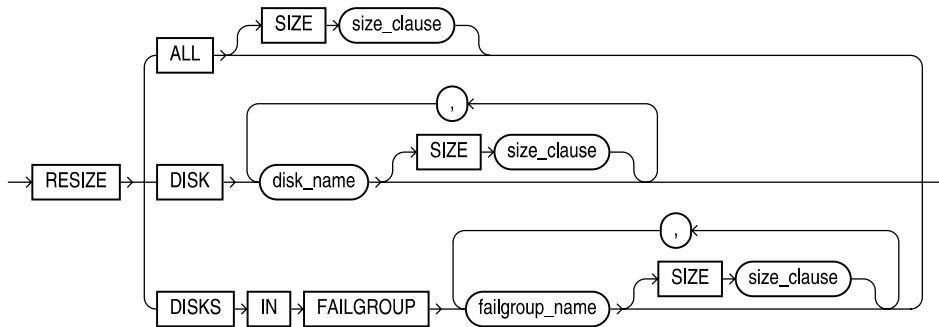 SIZE size_clause
ALL
,
SIZE size_clause
RESIZE DISK disk_name
,
SIZE size_clause
DISKS IN FAILGROUP failgroup_name